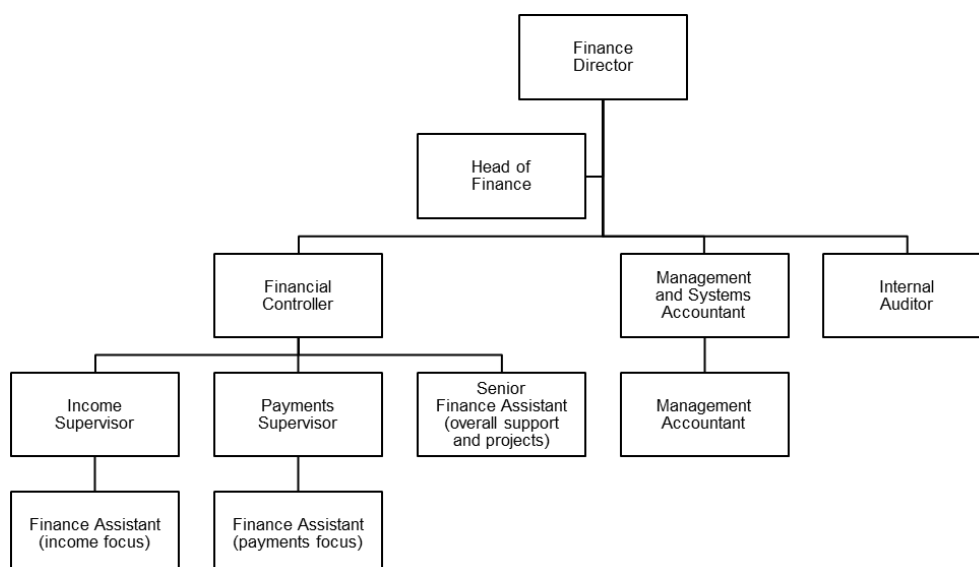 Finance
Director
Head of
Finance
Financial
Controller
Management
and Systems
Accountant
Internal
Auditor
Income
Supervisor
Payments
Supervisor
Senior
Finance Assistant
(overall support
and projects)
Management
Accountant
Finance Assistant
(income focus)
Finance Assistant
(payments focus)